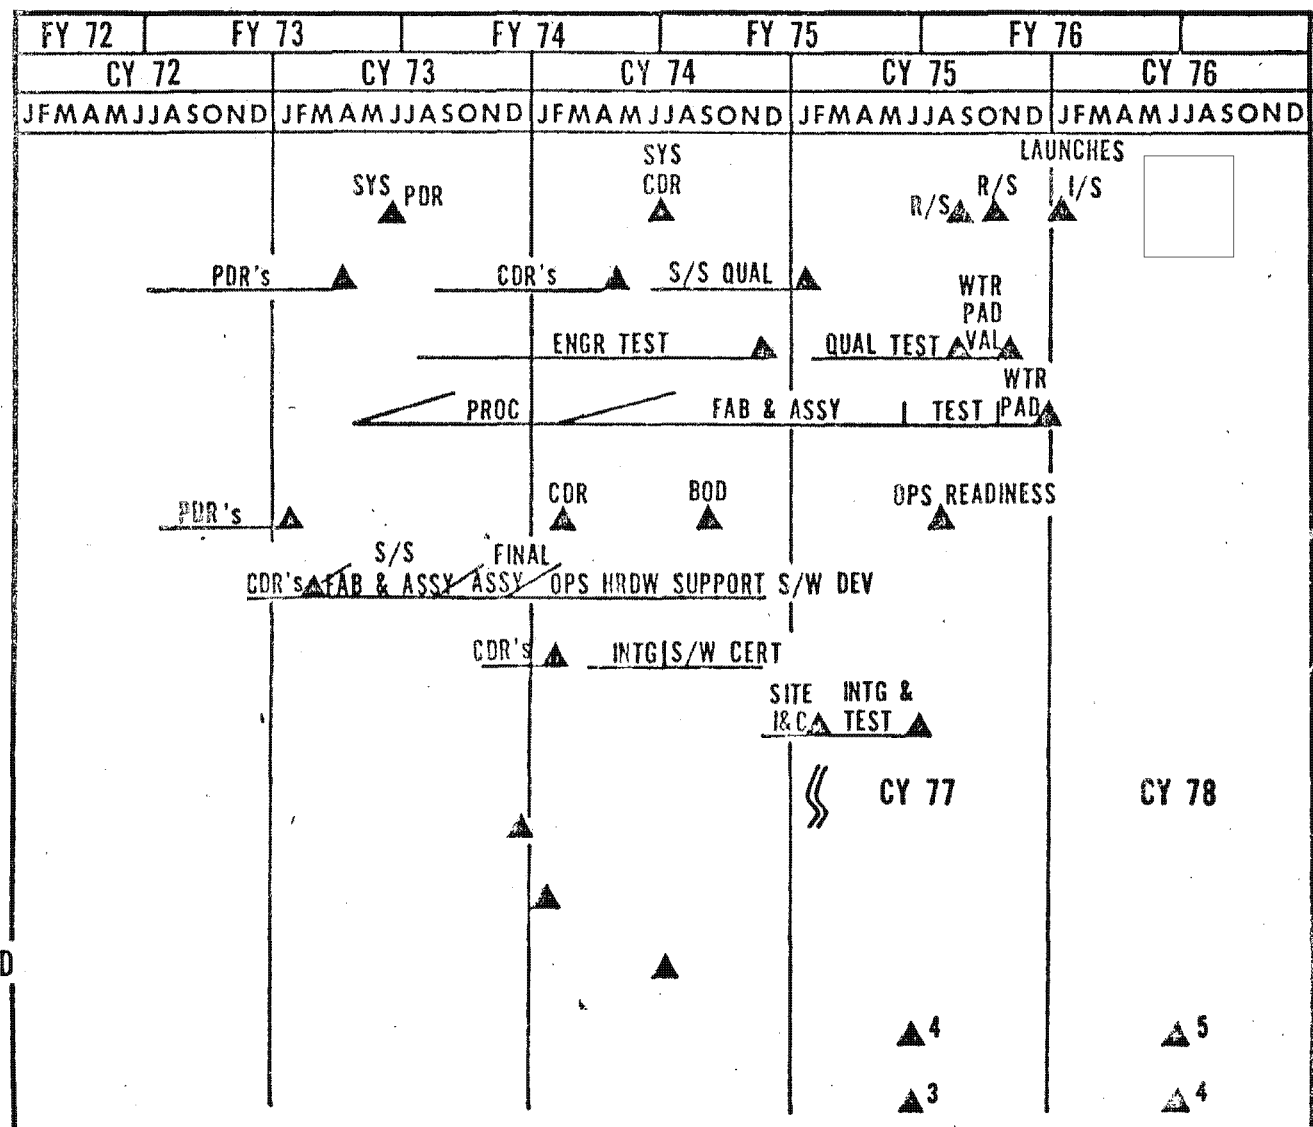 FY 72 FY 73 FY 74 FY 75 FY 76
CY 72 CY 73 CY 74 CY 75 CY 76
JFMAMJJASOND JFMAMJJASOND JFMAMJJASOND JFMAMJJASOND JFMAMJJASOND
LAUNCHES
SYS PDR
SYS
CDR
R/S R/S I/S
PDR's CDR's S/S QUAL
WTR
PAD
VAL
ENGR TEST QUAL TEST
PROC FAB & ASSY TEST
WTR
PAD
PDR's CDR BOD OPS READINESS
S/S FINAL
CDR's FAB & ASSY ASSY OPS HRDW SUPPORT S/W DEV
CDR's INTG S/W CERT
SITE INTG &
I&C TEST
CY 77 CY 78
D
4 5
3 4